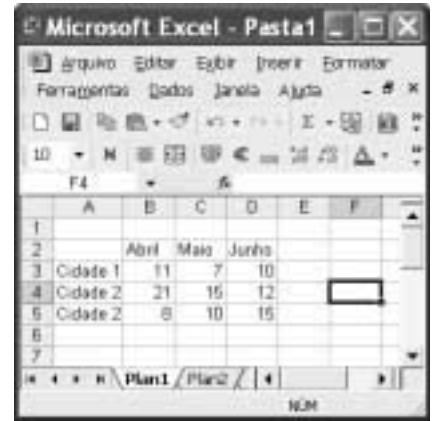 Microsoft Excel - Pasta1
Arquivo Editar Exibir Inserir Formatar
Ferramentas Dados Janela Ajuda
10 N
F4 fx
A B C D E F
1
2 Abril Maio Junho
3 Cidade 1 11 7 10
4 Cidade 2 21 15 12
5 Cidade 2 8 10 15
6
7
Plan1 Plan2
NÚM